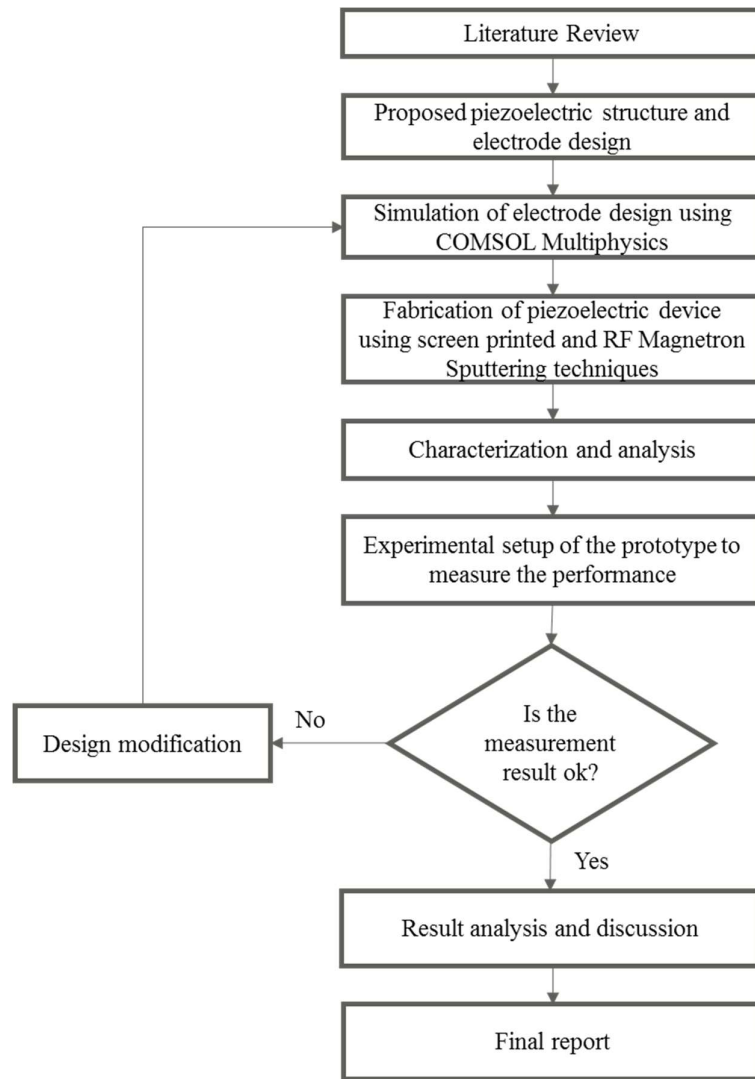 Literature Review
Proposed piezoelectric structure and
electrode design
Simulation of electrode design using
COMSOL Multiphysics
Fabrication of piezoelectric device
using screen printed and RF Magnetron
Sputtering techniques
Characterization and analysis
Experimental setup of the prototype to
measure the performance
Is the
measurement
result ok?
No
Design modification
Yes
Result analysis and discussion
Final report